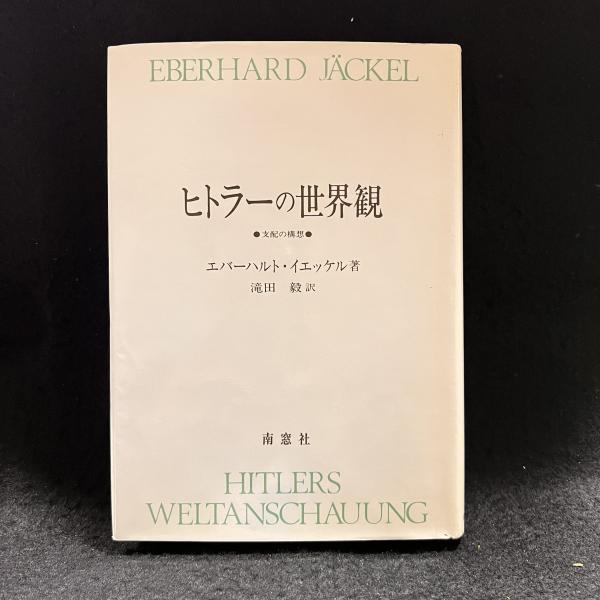 EBERHARD JÄCKEL
ヒトラーの世界観
●支配の構想●
エバーハルト・イエッケル著
滝田 毅訳
南窓社
HITLERS
WELTANSCHAUUNG